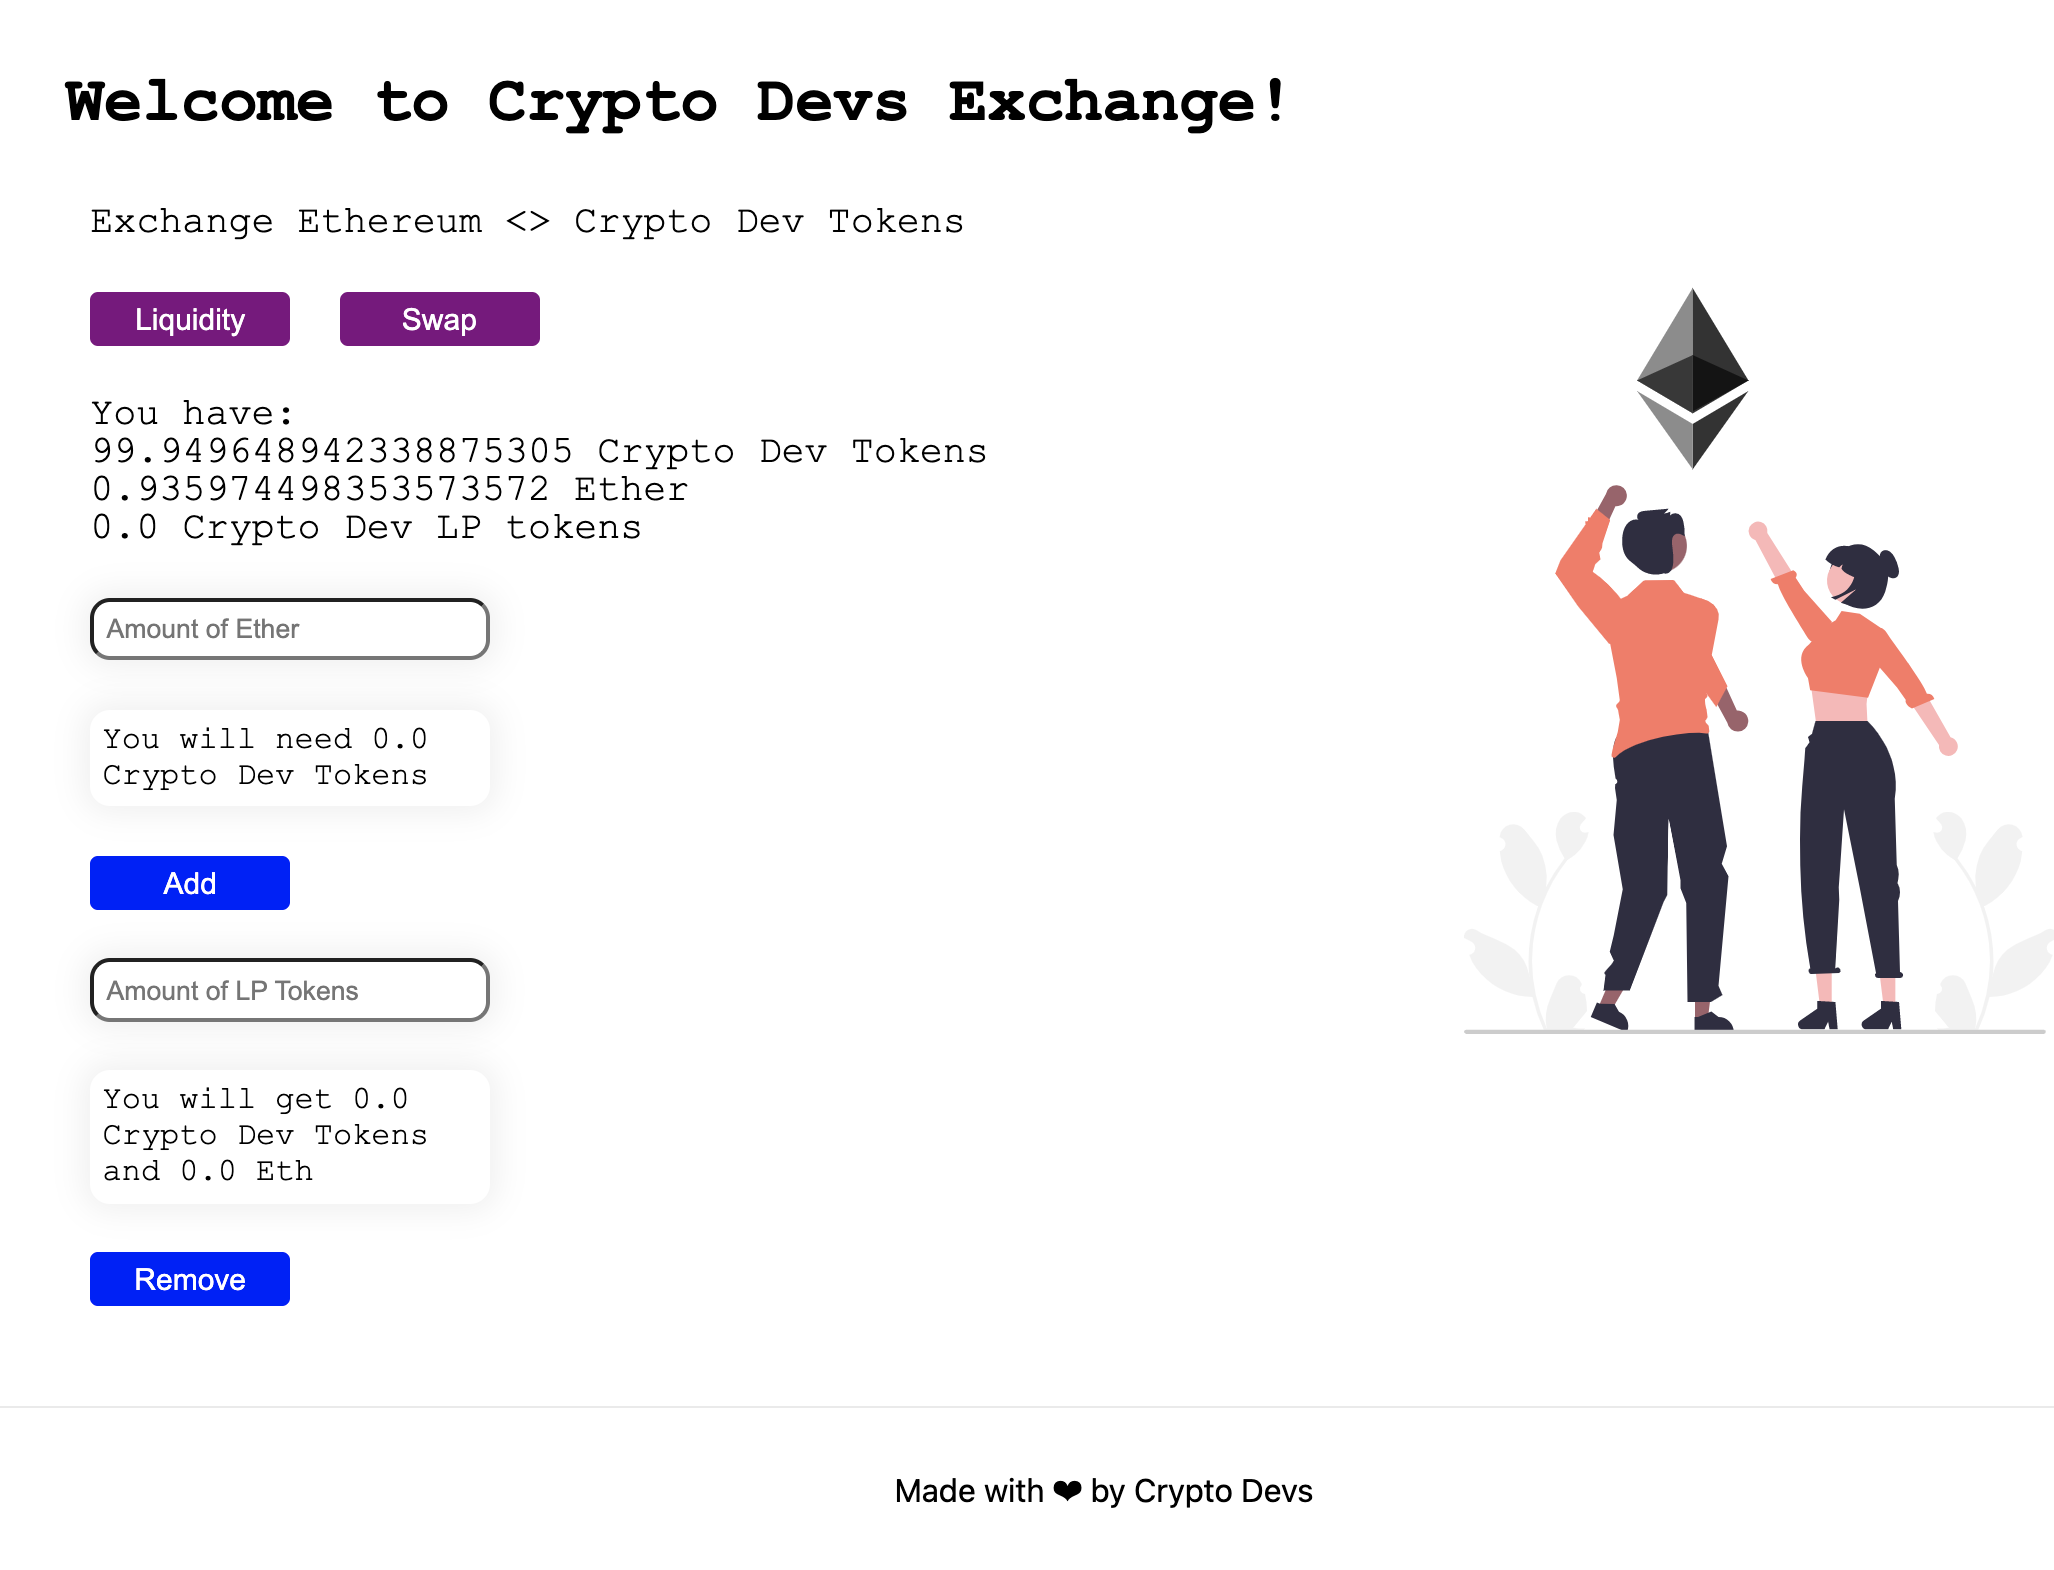 Welcome to Crypto Devs Exchange!
Exchange Ethereum <> Crypto Dev Tokens
Liquidity
Swap
You have:
99.949648942338875305 Crypto Dev Tokens
0.935974498353573572 Ether
0.0 Crypto Dev LP tokens
Amount of Ether
You will need 0.0
Crypto Dev Tokens
Add
Amount of LP Tokens
You will get 0.0
Crypto Dev Tokens
and 0.0 Eth
Remove
Made with ❤ by Crypto Devs